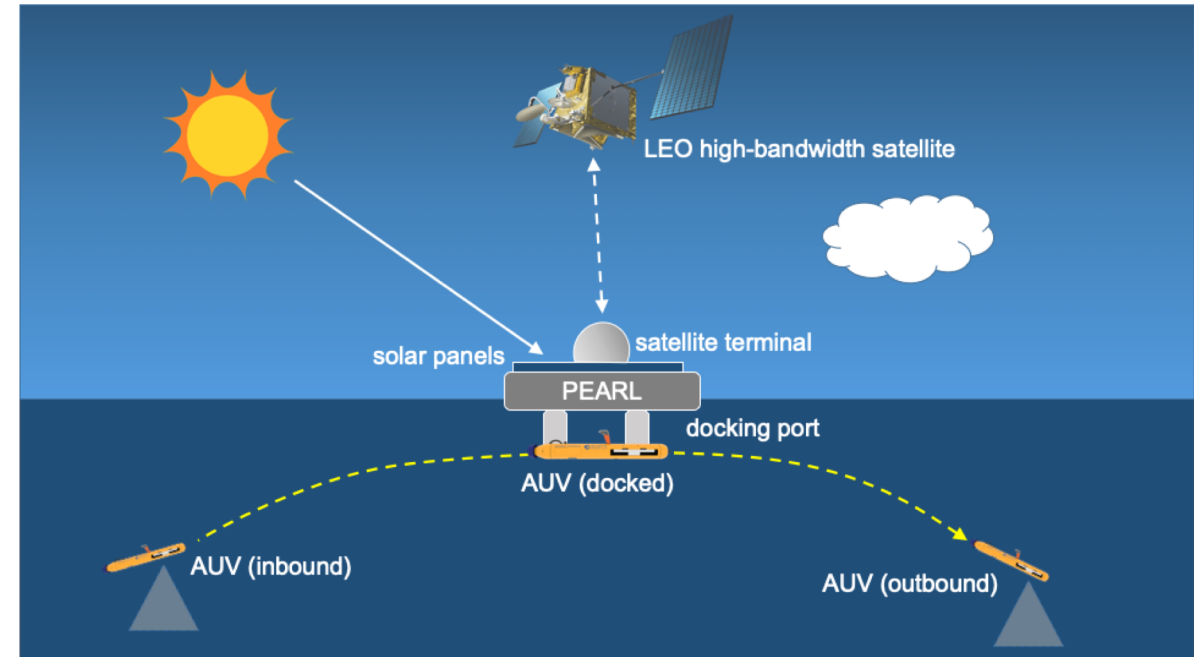 LEO high-bandwidth satellite
satellite terminal
solar panels
PEARL
docking port
AUV (docked)
AUV (inbound)
AUV (outbound)